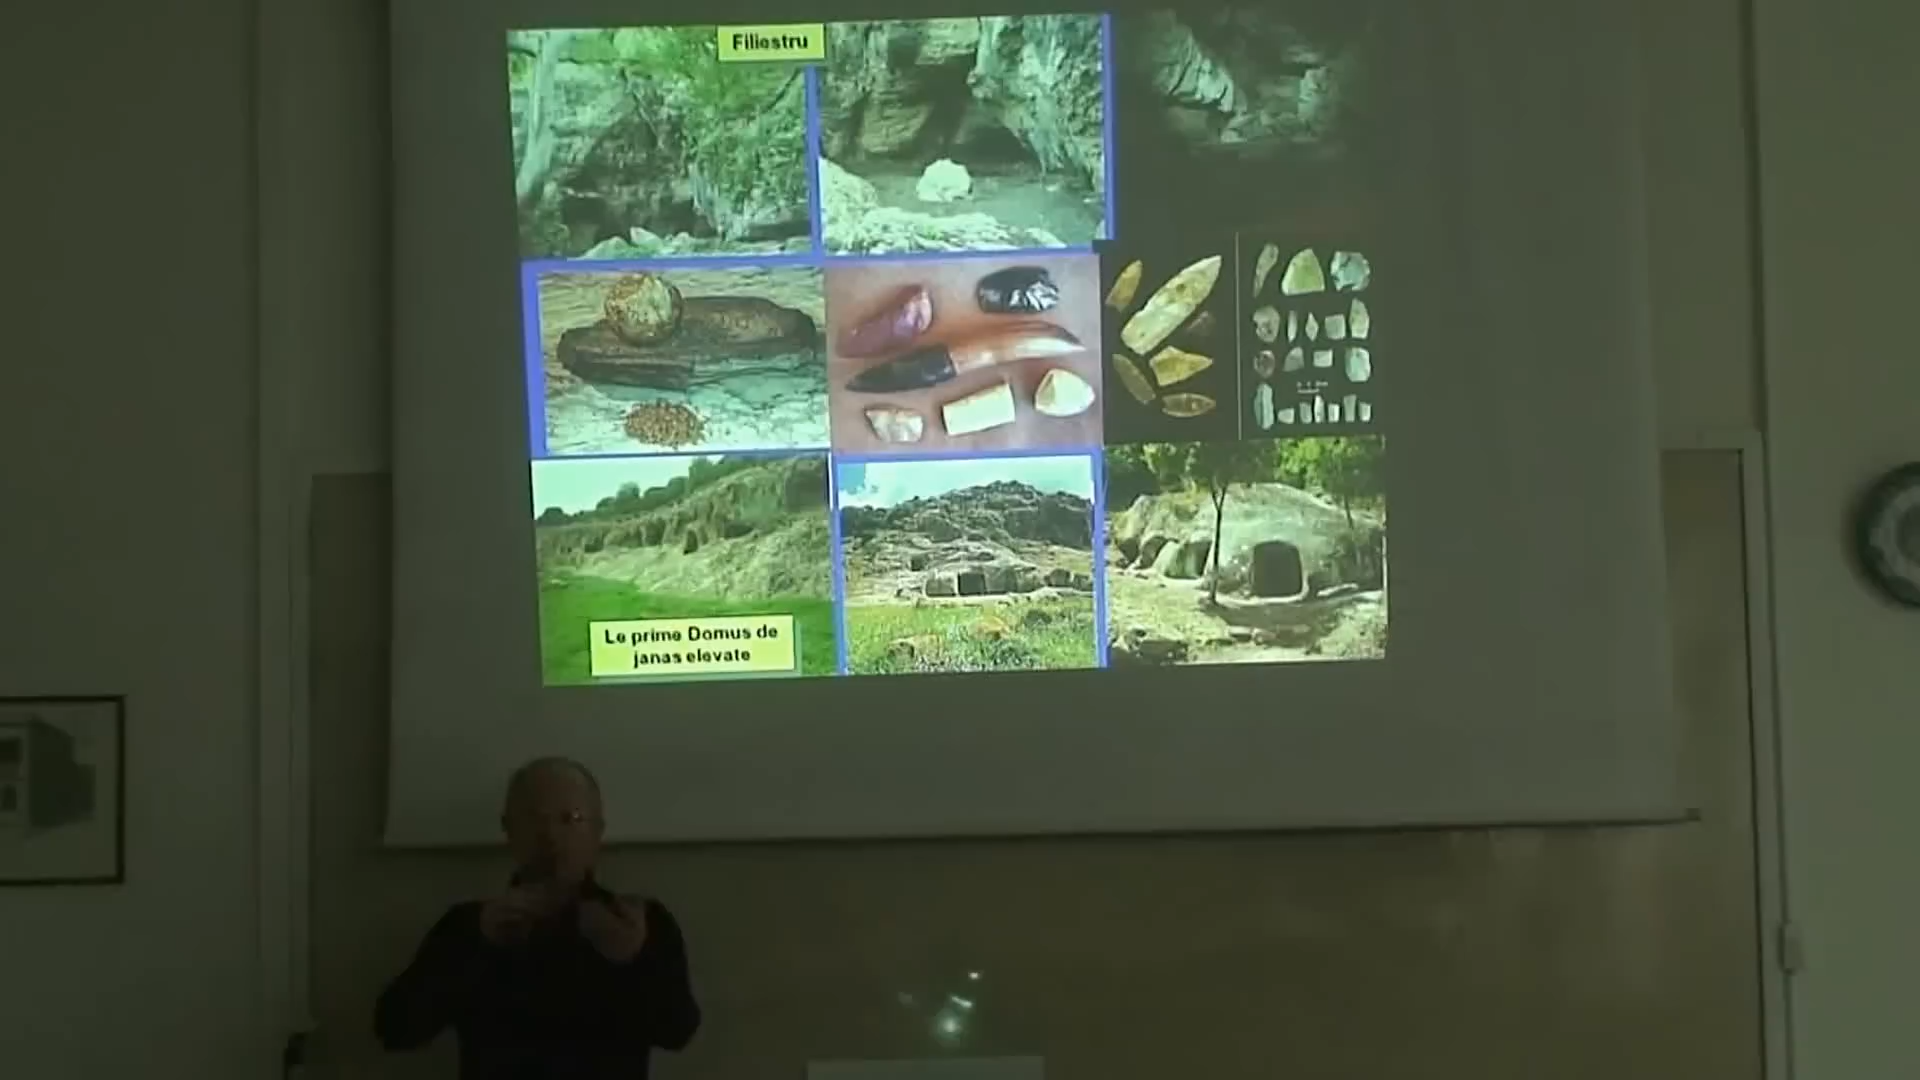 Filiestru
Le prime Domus de
janas elevate